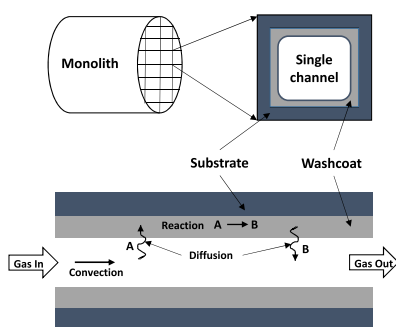 Monolith
Single
channel
Substrate
Washcoat
Reaction A B
A
Diffusion
B
Gas In
Convection
Gas Out